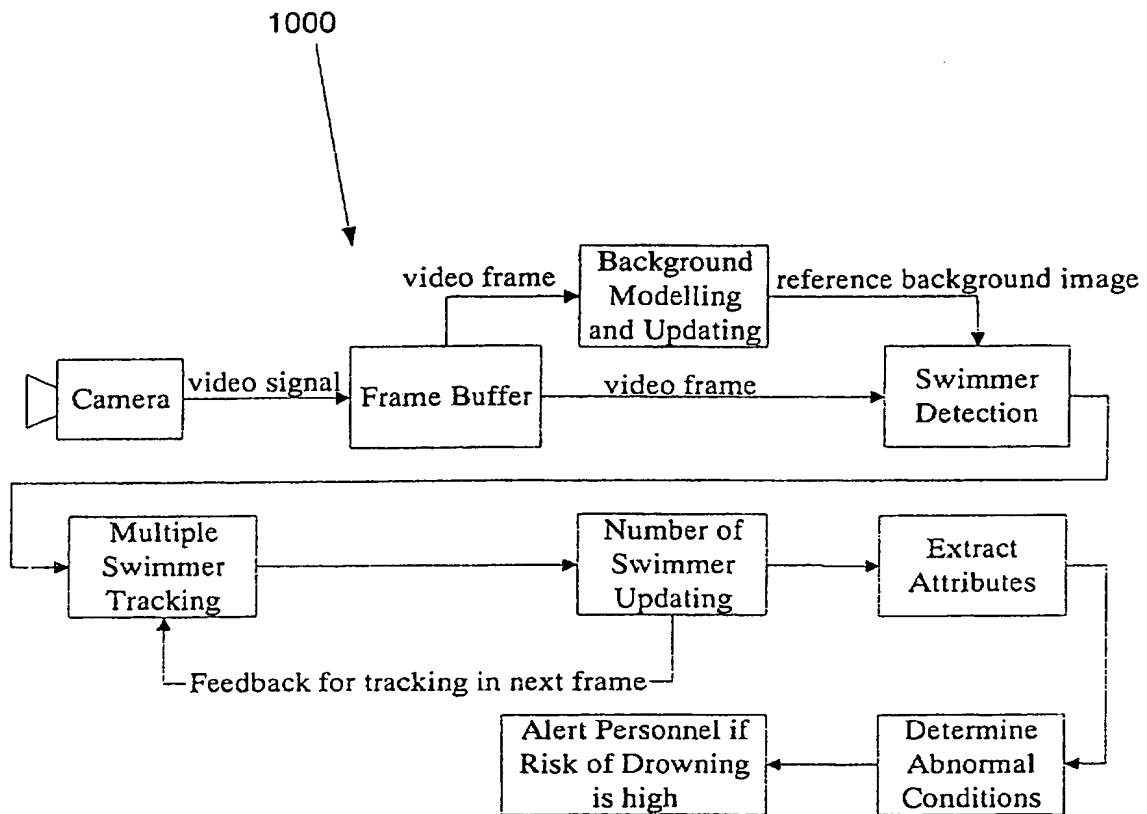 1000
video frame
Background
Modelling
and Updating
reference background image
Camera
video signal
Frame Buffer
video frame
Swimmer
Detection
Multiple
Swimmer
Tracking
Number of
Swimmer
Updating
Extract
Attributes
Feedback for tracking in next frame
Alert Personnel if
Risk of Drowning
is high
Determine
Abnormal
Conditions